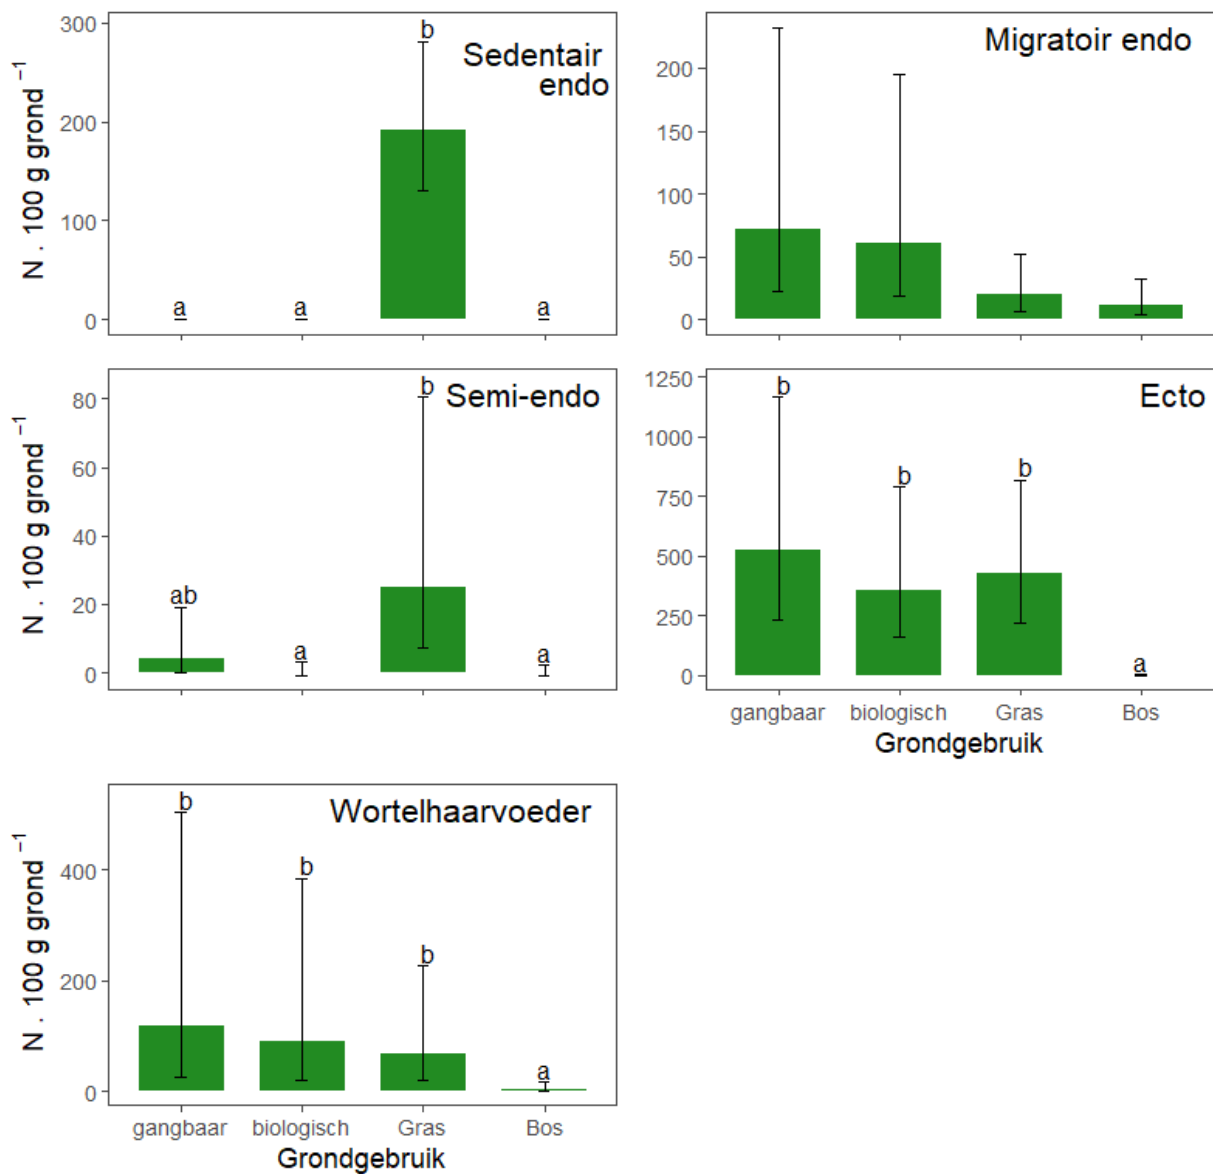 Sedentair
endo
N . 100 g grond ⁻¹
300
200
100
0
a
a
b
a
Migratoir endo
200
150
100
50
0
Semi-endo
N . 100 g grond ⁻¹
80
60
40
20
0
ab
a
b
a
Ecto
1250
1000
750
500
250
0
b
b
b
a
gangbaar biologisch Gras Bos
Grondgebruik
Wortelhaarvoeder
N . 100 g grond ⁻¹
400
200
0
b
b
b
a
gangbaar biologisch Gras Bos
Grondgebruik